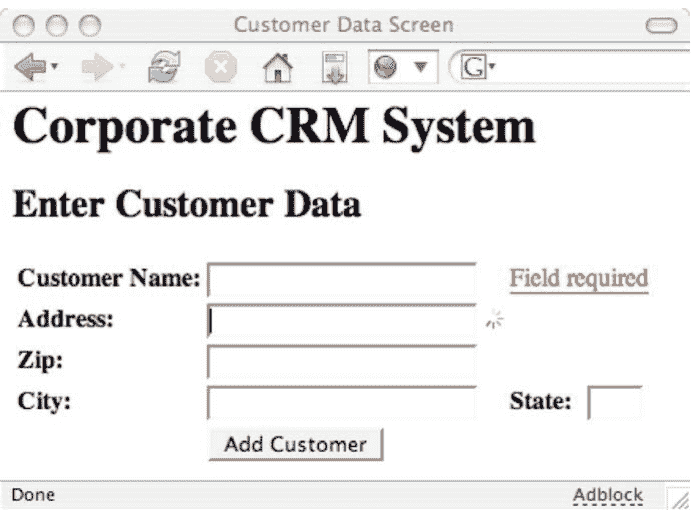 Customer Data Screen
G
Corporate CRM System
Enter Customer Data
Customer Name: Field required
Address:
Zip:
City: State:
Add Customer
Done Adblock